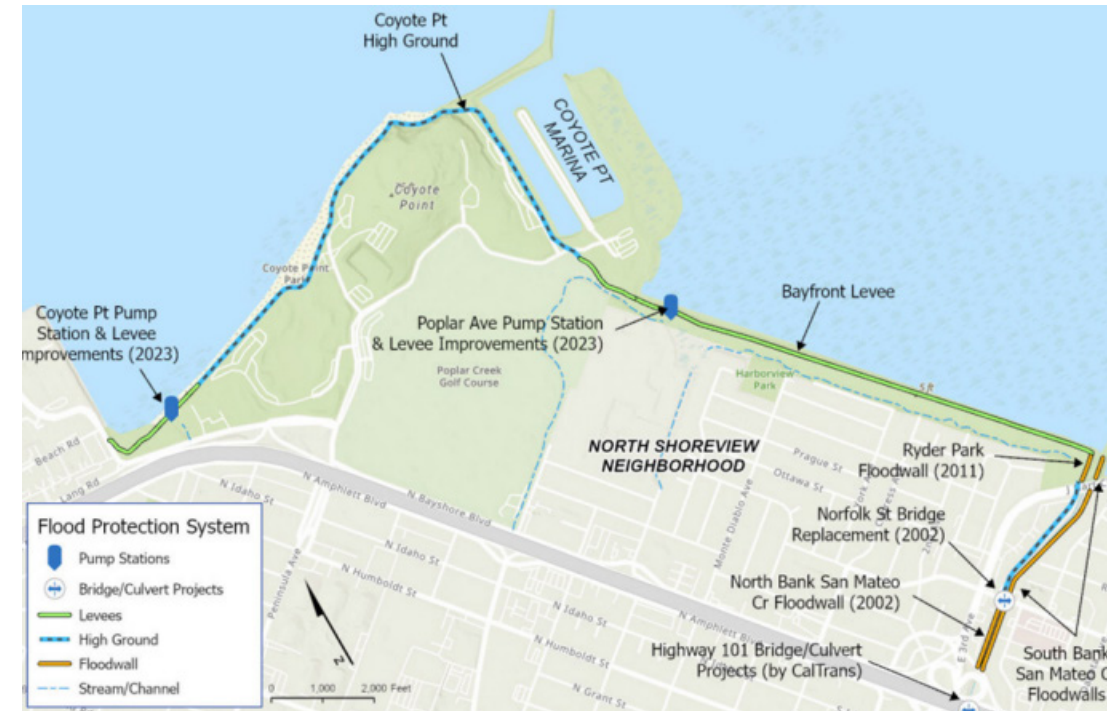 Coyote Pt
High Ground
COYOTE PT
MARINA
Coyote
Point
Coyote Point
Park
Coyote Pt Pump
Station & Levee
mprovements (2023)
Poplar Ave Pump Station
& Levee Improvements (2023)
Bayfront Levee
Poplar Creek
Golf Course
Harborview
Park
5 ft
Beach Rd
Lang Rd
NORTH SHOREVIEW
NEIGHBORHOOD
Prague St
Ottawa St
Monte Diablo Ave
Ryder Park
Floodwall (2011)
Norfolk St Bridge
Replacement (2002)
North Bank San Mateo
Cr Floodwall (2002)
Highway 101 Bridge/Culvert
Projects (by CalTrans)
South Bank
San Mateo C
Floodwalls
E 3rd Ave
N Idaho St
N Amphlett Blvd
N Bayshore Blvd
N Idaho St
N Humboldt St
Peninsula Ave
N Amphlett Blvd
N Idaho St
N Humboldt St
N Grant St
Flood Protection System
Pump Stations
Bridge/Culvert Projects
Levees
High Ground
Floodwall
Stream/Channel
N
0 1,000 2,000 Feet